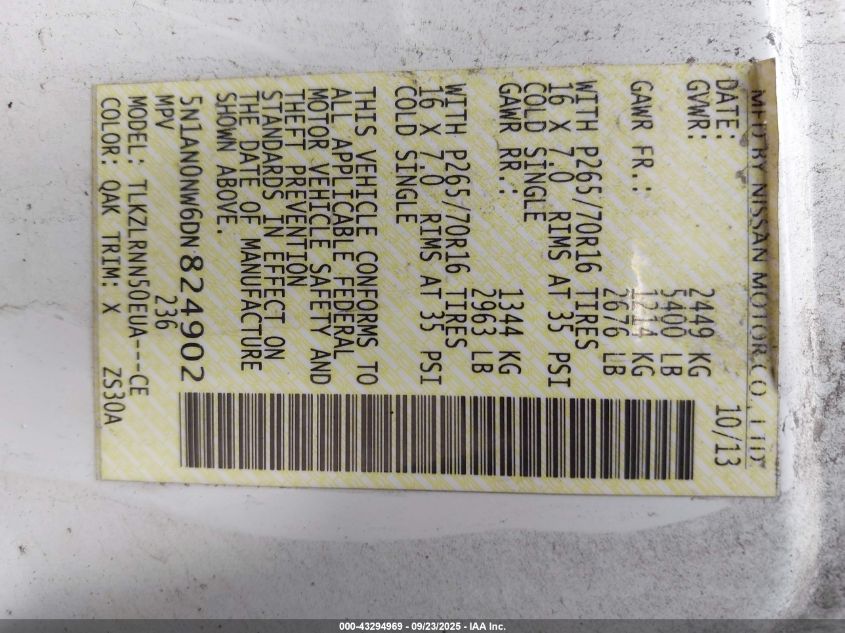 MFD BY NISSAN MOTOR CO., LTD
DATE: 10/13
GVWR: 2449 KG
5400 LB
GAWR FR.: 1214 KG
2676 LB
WITH P265/70R16 TIRES
16 X 7.0 RIMS AT 35 PSI
COLD SINGLE
GAWR RR.: 1344 KG
2963 LB
WITH P265/70R16 TIRES
16 X 7.0 RIMS AT 35 PSI
COLD SINGLE
THIS VEHICLE CONFORMS TO
ALL APPLICABLE FEDERAL
MOTOR VEHICLE SAFETY AND
THEFT PREVENTION
STANDARDS IN EFFECT ON
THE DATE OF MANUFACTURE
SHOWN ABOVE.
5N1AN0NW6DN824902
MPV 236
MODEL: TLKZLRNN50EUA---CE
COLOR: QAK TRIM: X ZS30A
000-43294969 - 09/23/2025 - IAA Inc.